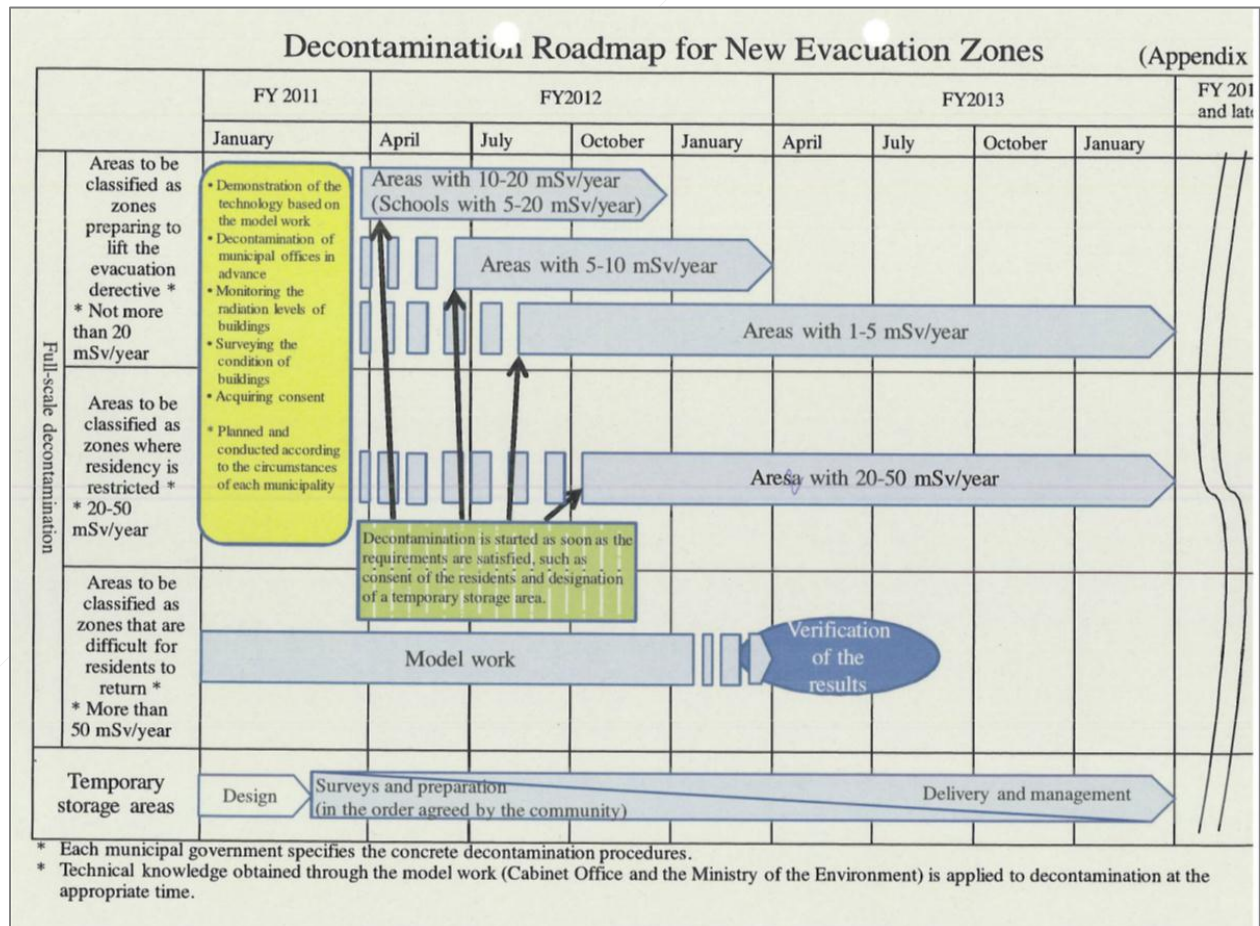 Decontamination Roadmap for New Evacuation Zones
(Appendix
FY 2011
FY2012
FY2013
FY 201
and late
January
April
July
October
January
April
July
October
January
Full-scale decontamination
Areas to be
classified as
zones
preparing to
lift the
evacuation
derective *
* Not more
than 20
mSv/year
• Demonstration of the
technology based on
the model work
• Decontamination of
municipal offices in
advance
• Monitoring the
radiation levels of
buildings
• Surveying the
condition of
buildings
• Acquiring consent
* Planned and
conducted according
to the circumstances
of each municipality
Areas with 10-20 mSv/year
(Schools with 5-20 mSv/year)
Areas with 5-10 mSv/year
Areas with 1-5 mSv/year
Areas to be
classified as
zones where
residency is
restricted *
* 20-50
mSv/year
Aresa with 20-50 mSv/year
Decontamination is started as soon as the
requirements are satisfied, such as
consent of the residents and designation
of a temporary storage area.
Areas to be
classified as
zones that are
difficult for
residents to
return *
* More than
50 mSv/year
Model work
Verification
of the
results
Temporary
storage areas
Design
Surveys and preparation
(in the order agreed by the community)
Delivery and management
* Each municipal government specifies the concrete decontamination procedures.
* Technical knowledge obtained through the model work (Cabinet Office and the Ministry of the Environment) is applied to decontamination at the
appropriate time.